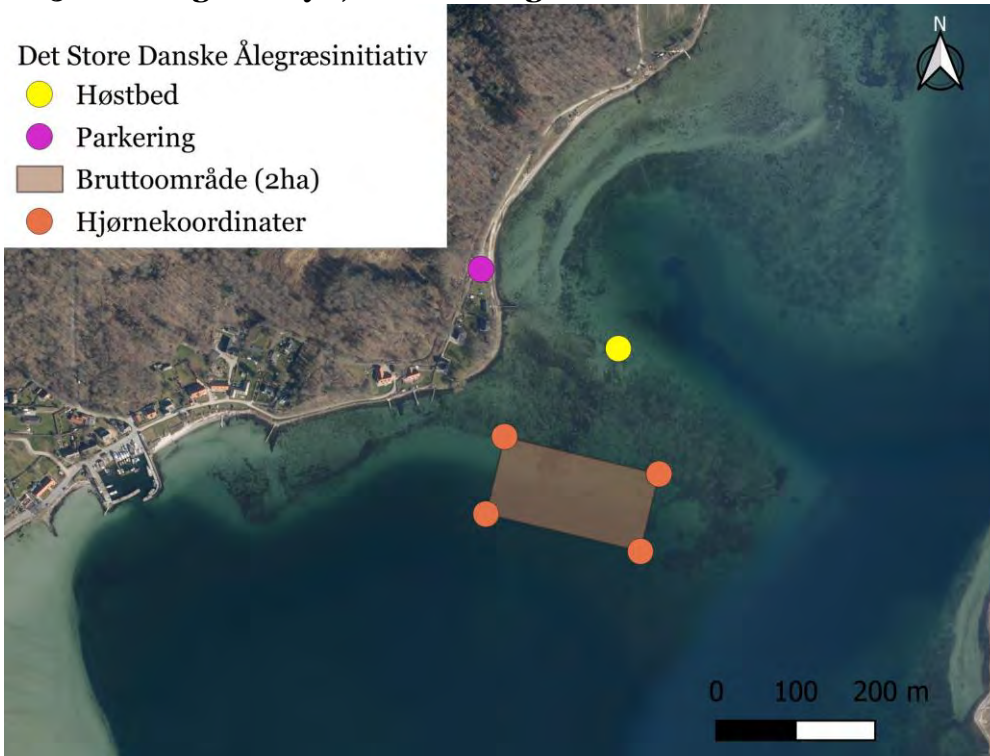 N
Det Store Danske Ålegræsinitiativ
Høstbed
Parkering
Bruttoområde (2ha)
Hjørnekoordinater
0 100 200 m